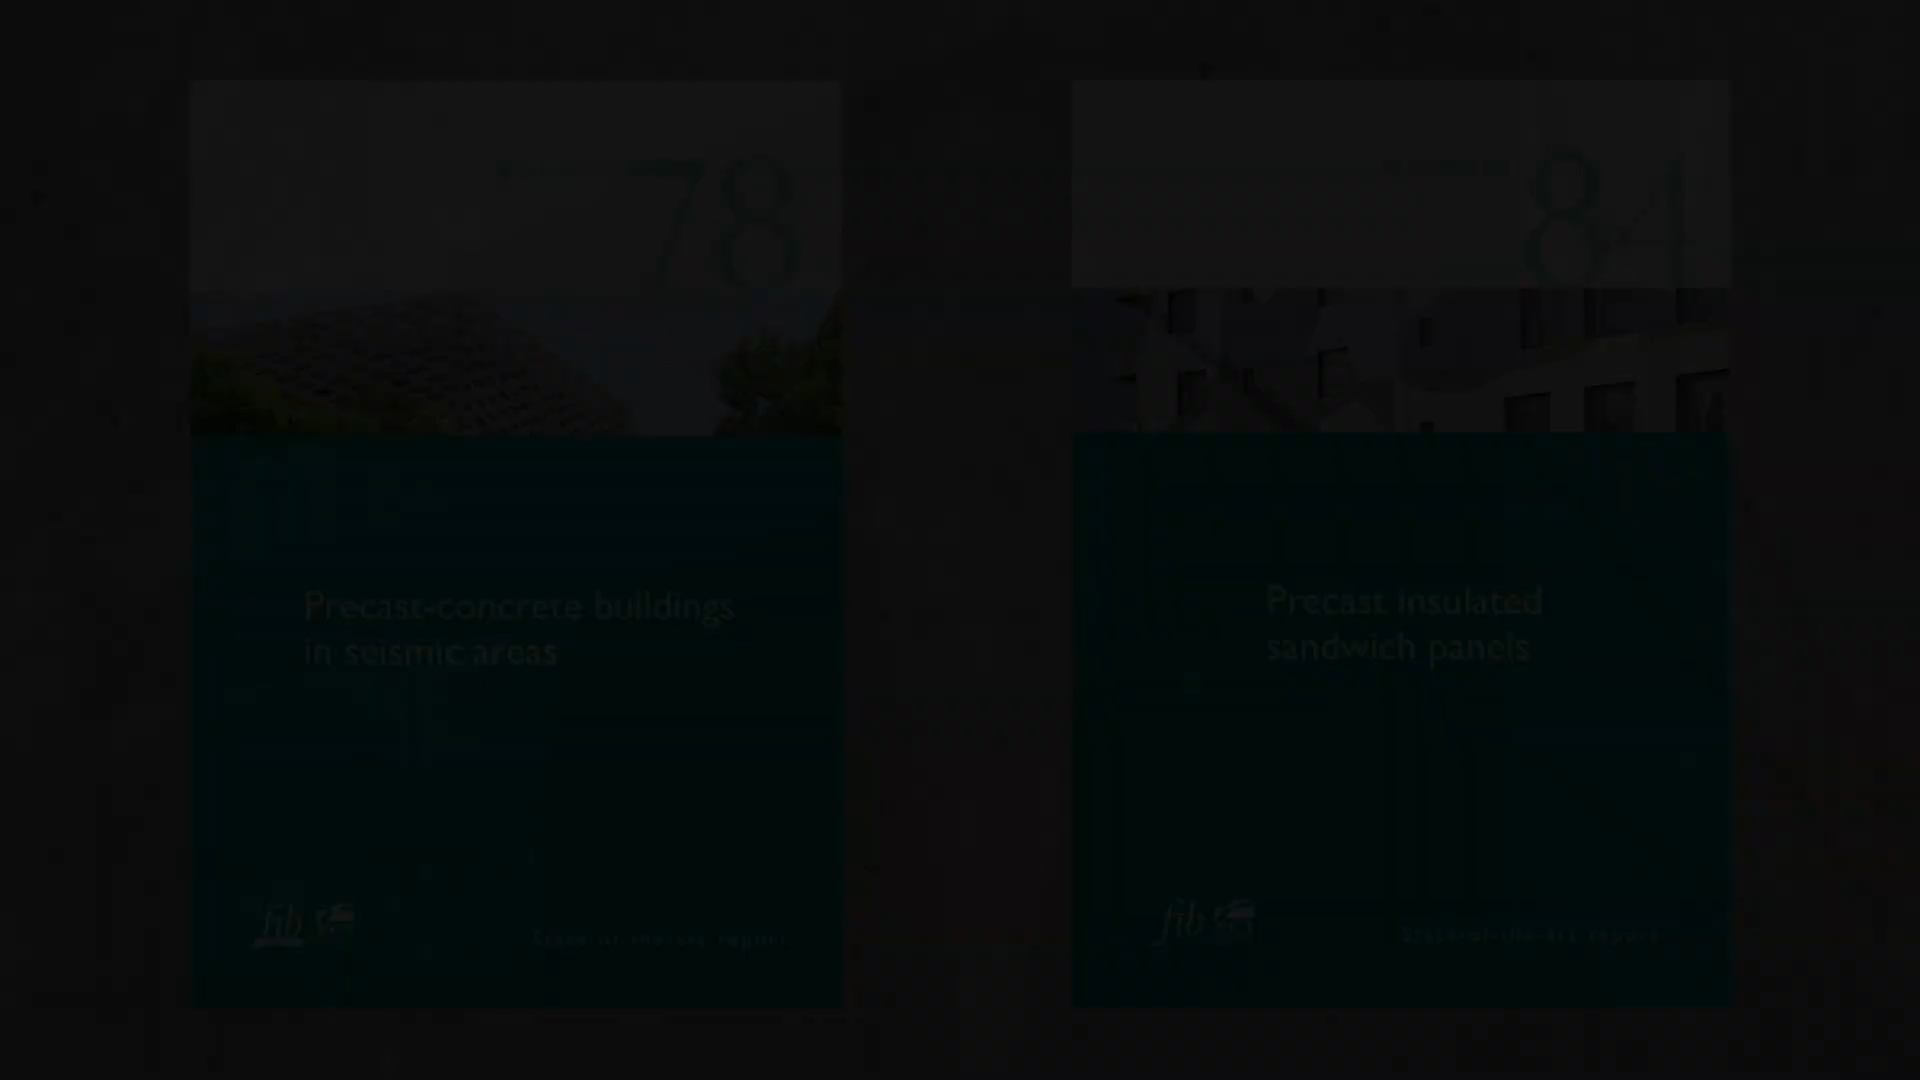 78
Precast-concrete buildings
in seismic areas
fib
State-of-the-art report
84
Precast insulated
sandwich panels
fib
State-of-the-art report